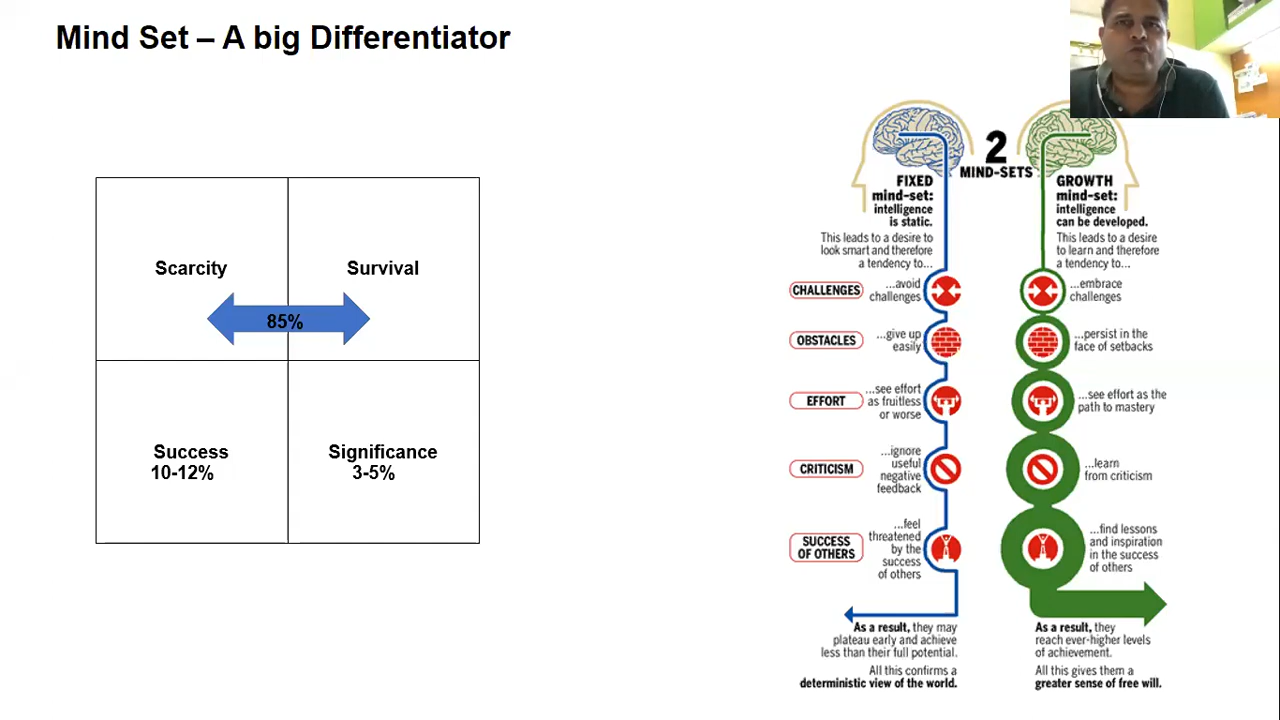 Mind Set – A big Differentiator
Scarcity
Survival
85%
Success
10-12%
Significance
3-5%
2
MIND-SETS
FIXED
mind-set:
intelligence
is static.
This leads to a desire to
look smart and therefore
a tendency to...
GROWTH
mind-set:
intelligence
can be developed.
This leads to a desire
to learn and therefore
a tendency to...
CHALLENGES
...avoid
challenges
...embrace
challenges
OBSTACLES
...give up
easily
...persist in the
face of setbacks
EFFORT
...see effort
as fruitless
or worse
...see effort as the
path to mastery
CRITICISM
...ignore
useful
negative
feedback
...learn
from criticism
SUCCESS
OF OTHERS
...feel
threatened
by the
success
of others
...find lessons
and inspiration
in the success
of others
As a result, they may
plateau early and achieve
less than their full potential.
All this confirms a
deterministic view of the world.
As a result, they
reach ever-higher levels
of achievement.
All this gives them a
greater sense of free will.